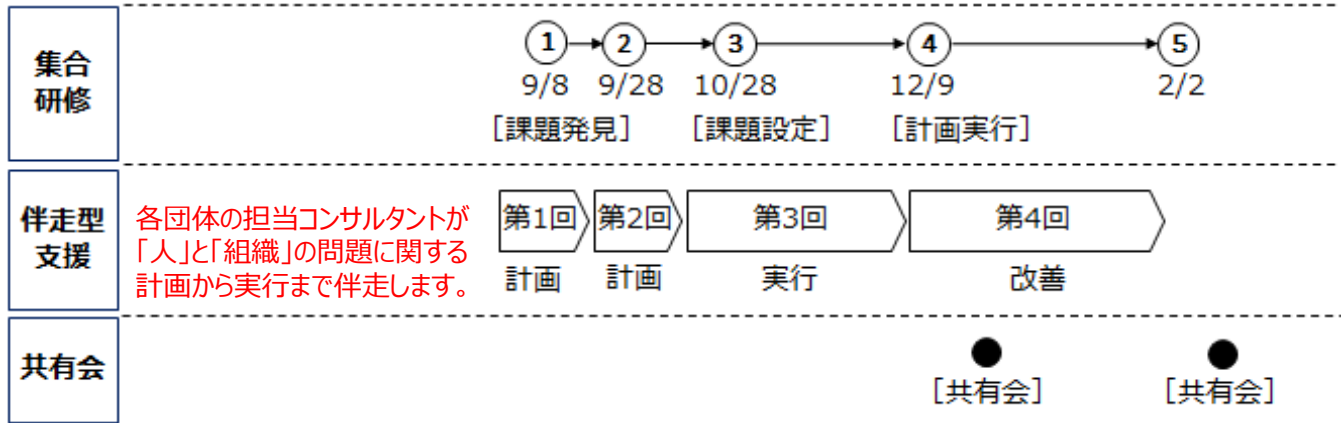 集合
研修
1 2 3 4 5
9/8 9/28 10/28 12/9 2/2
[課題発見] [課題設定] [計画実行]
伴走型
支援
各団体の担当コンサルタントが
「人」と「組織」の問題に関する
計画から実行まで伴走します。
第1回 第2回 第3回 第4回
計画 計画 実行 改善
共有会
[共有会] [共有会]